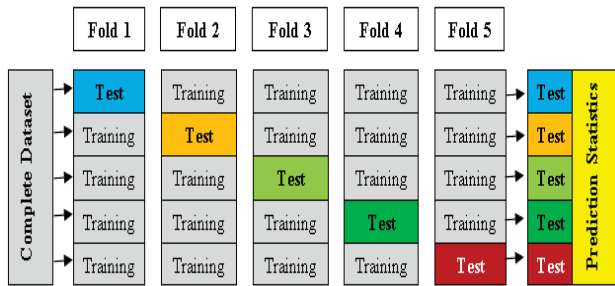 Fold 1 Fold 2 Fold 3 Fold 4 Fold 5
Complete Dataset
Test Training Training Training Training Test
Training Test Training Training Training Test
Training Training Test Training Training Test
Training Training Training Test Training Test
Training Training Training Training Test Test
Prediction Statistics